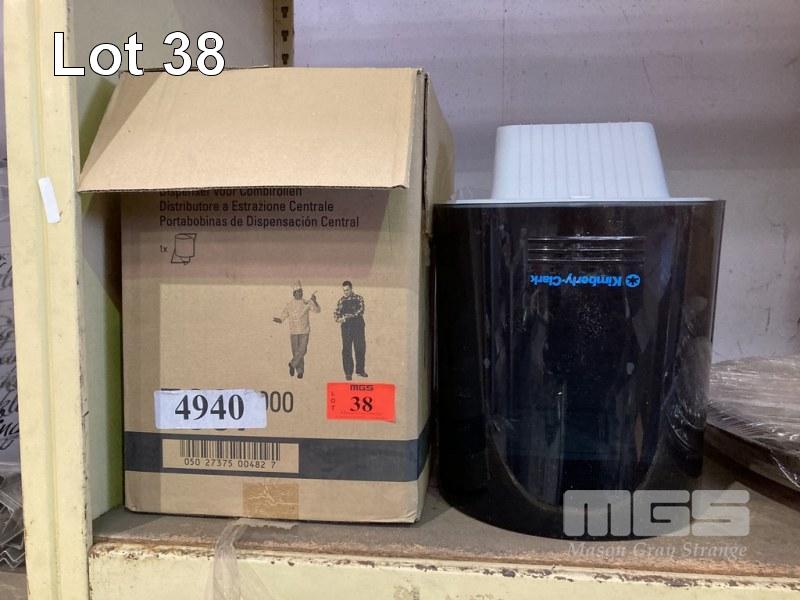 Lot 38
Dispenser voor Combirollen
Distributore a Estrazione Centrale
Portabobinas de Dispensación Central
1x
Kimberly-Clark
4940
000
MGS
LOT
38
050 27375 00482 7
MGS
Mason Gray Strange